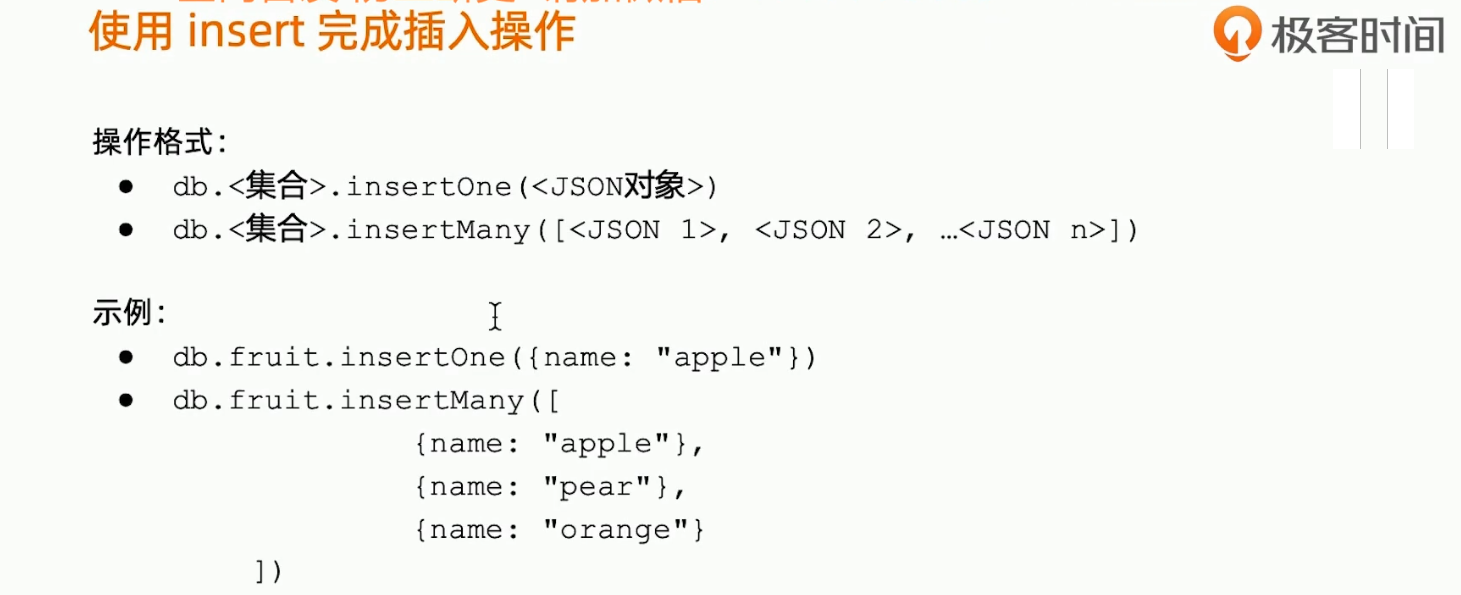 使用 insert 完成插入操作
极客时间
操作格式：
● db.<集合>.insertOne(<JSON对象>)
● db.<集合>.insertMany([<JSON 1>, <JSON 2>, …<JSON n>])
示例：
● db.fruit.insertOne({name: "apple"})
● db.fruit.insertMany([
{name: "apple"},
{name: "pear"},
{name: "orange"}
])